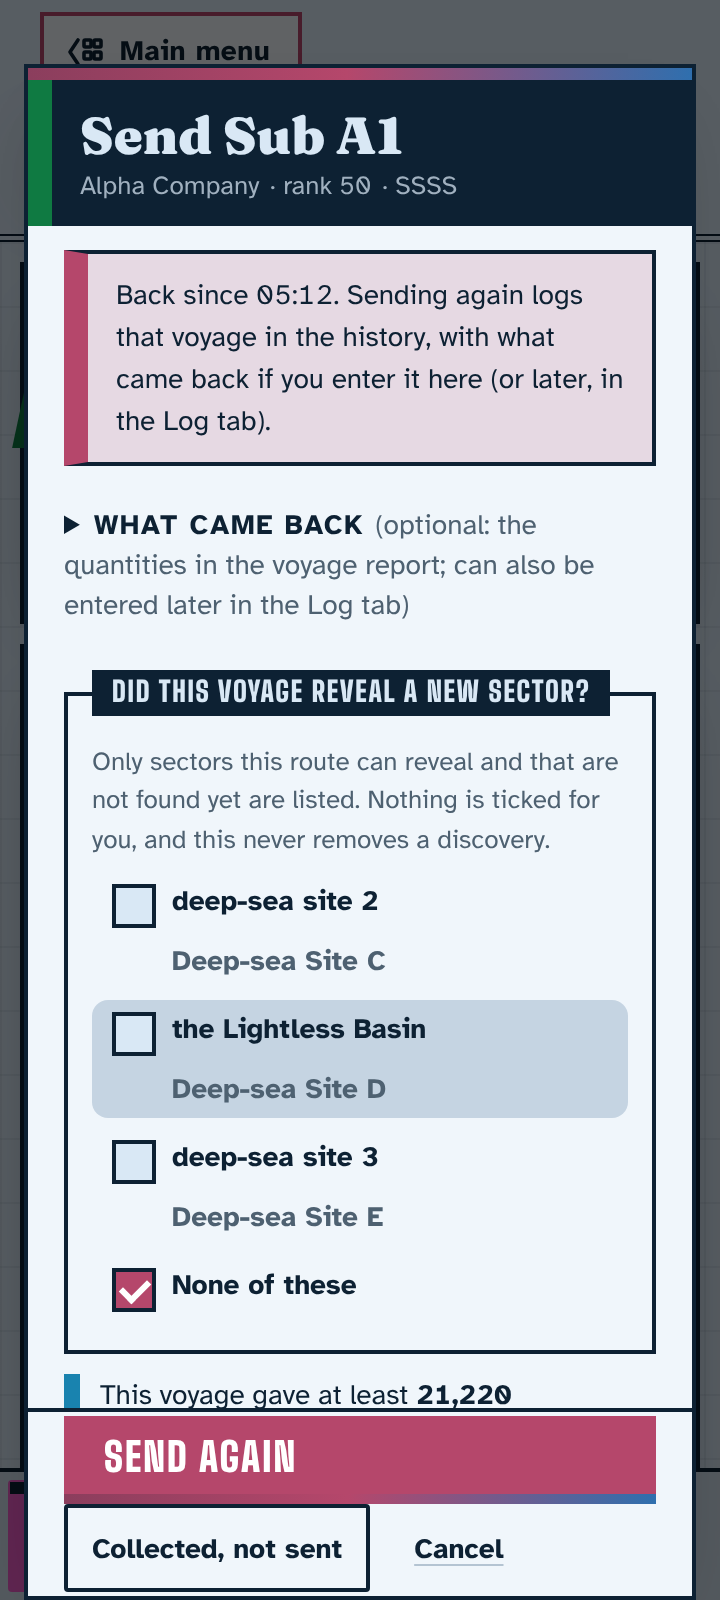 Main menu
Send Sub A1
Alpha Company · rank 50 · SSSS
Back since 05:12. Sending again logs
that voyage in the history, with what
came back if you enter it here (or later, in
the Log tab).
WHAT CAME BACK (optional: the
quantities in the voyage report; can also be
entered later in the Log tab)
DID THIS VOYAGE REVEAL A NEW SECTOR?
Only sectors this route can reveal and that are
not found yet are listed. Nothing is ticked for
you, and this never removes a discovery.
deep-sea site 2
Deep-sea Site C
the Lightless Basin
Deep-sea Site D
deep-sea site 3
Deep-sea Site E
None of these
This voyage gave at least 21,220
SEND AGAIN
Collected, not sent
Cancel